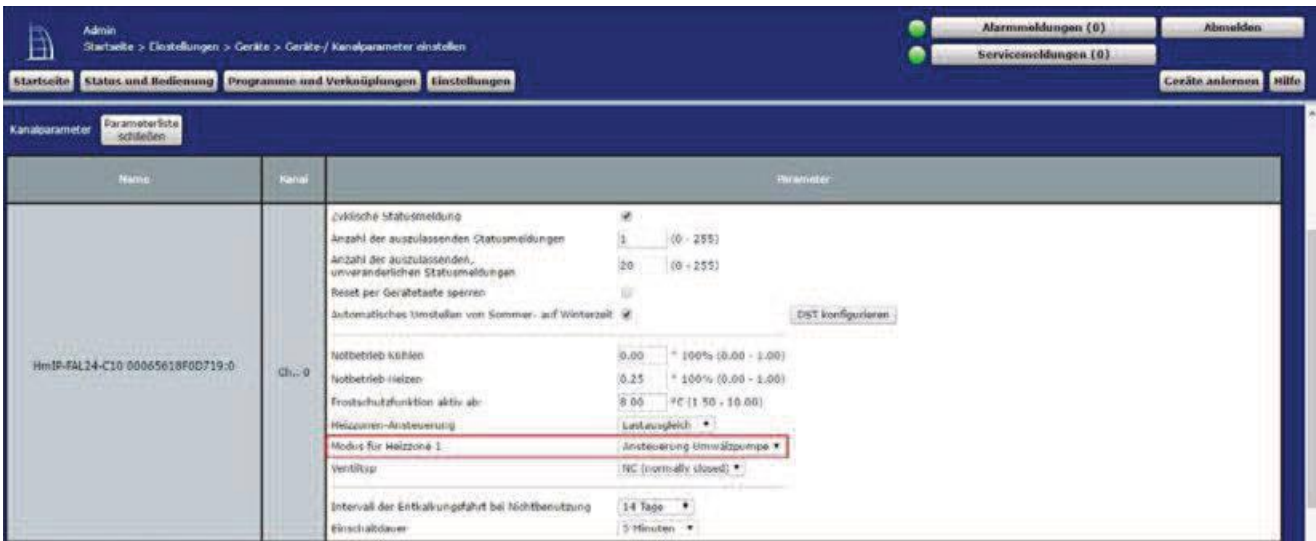 Admin
Startseite > Einstellungen > Geräte > Geräte-/ Kanalparameter einstellen
Alarmmeldungen (0)
Abmelden
Servicemeldungen (0)
Startseite Status und Bedienung Programme und Verknüpfungen Einstellungen
Geräte anlernen Hilfe
Kanalparameter
Parameterliste
schließen
Name Kanal Parameter
Zyklische Statusmeldung
Anzahl der auszulassenden Statusmeldungen 1 (0 - 255)
Anzahl der auszulassenden,
unveränderlichen Statusmeldungen 20 (0 - 255)
Reset per Gerätetaste sperren
Automatisches Umstellen von Sommer- auf Winterzeit DST konfigurieren
Notbetrieb Kühlen 0.00 * 100% (0.00 - 1.00)
HmIP-FAL24-C10 00065618F0D719:0 Ch.: 0
Notbetrieb Heizen 0.25 * 100% (0.00 - 1.00)
Frostschutzfunktion aktiv ab: 8.00 °C (1.50 - 10.00)
Heizzonen-Ansteuerung Lastausgleich
Modus für Heizzone 1 Ansteuerung Umwälzpumpe
Ventiltyp NC (normally closed)
Intervall der Entkalkungsfahrt bei Nichtbenutzung 14 Tage
Einschaltdauer Minuten